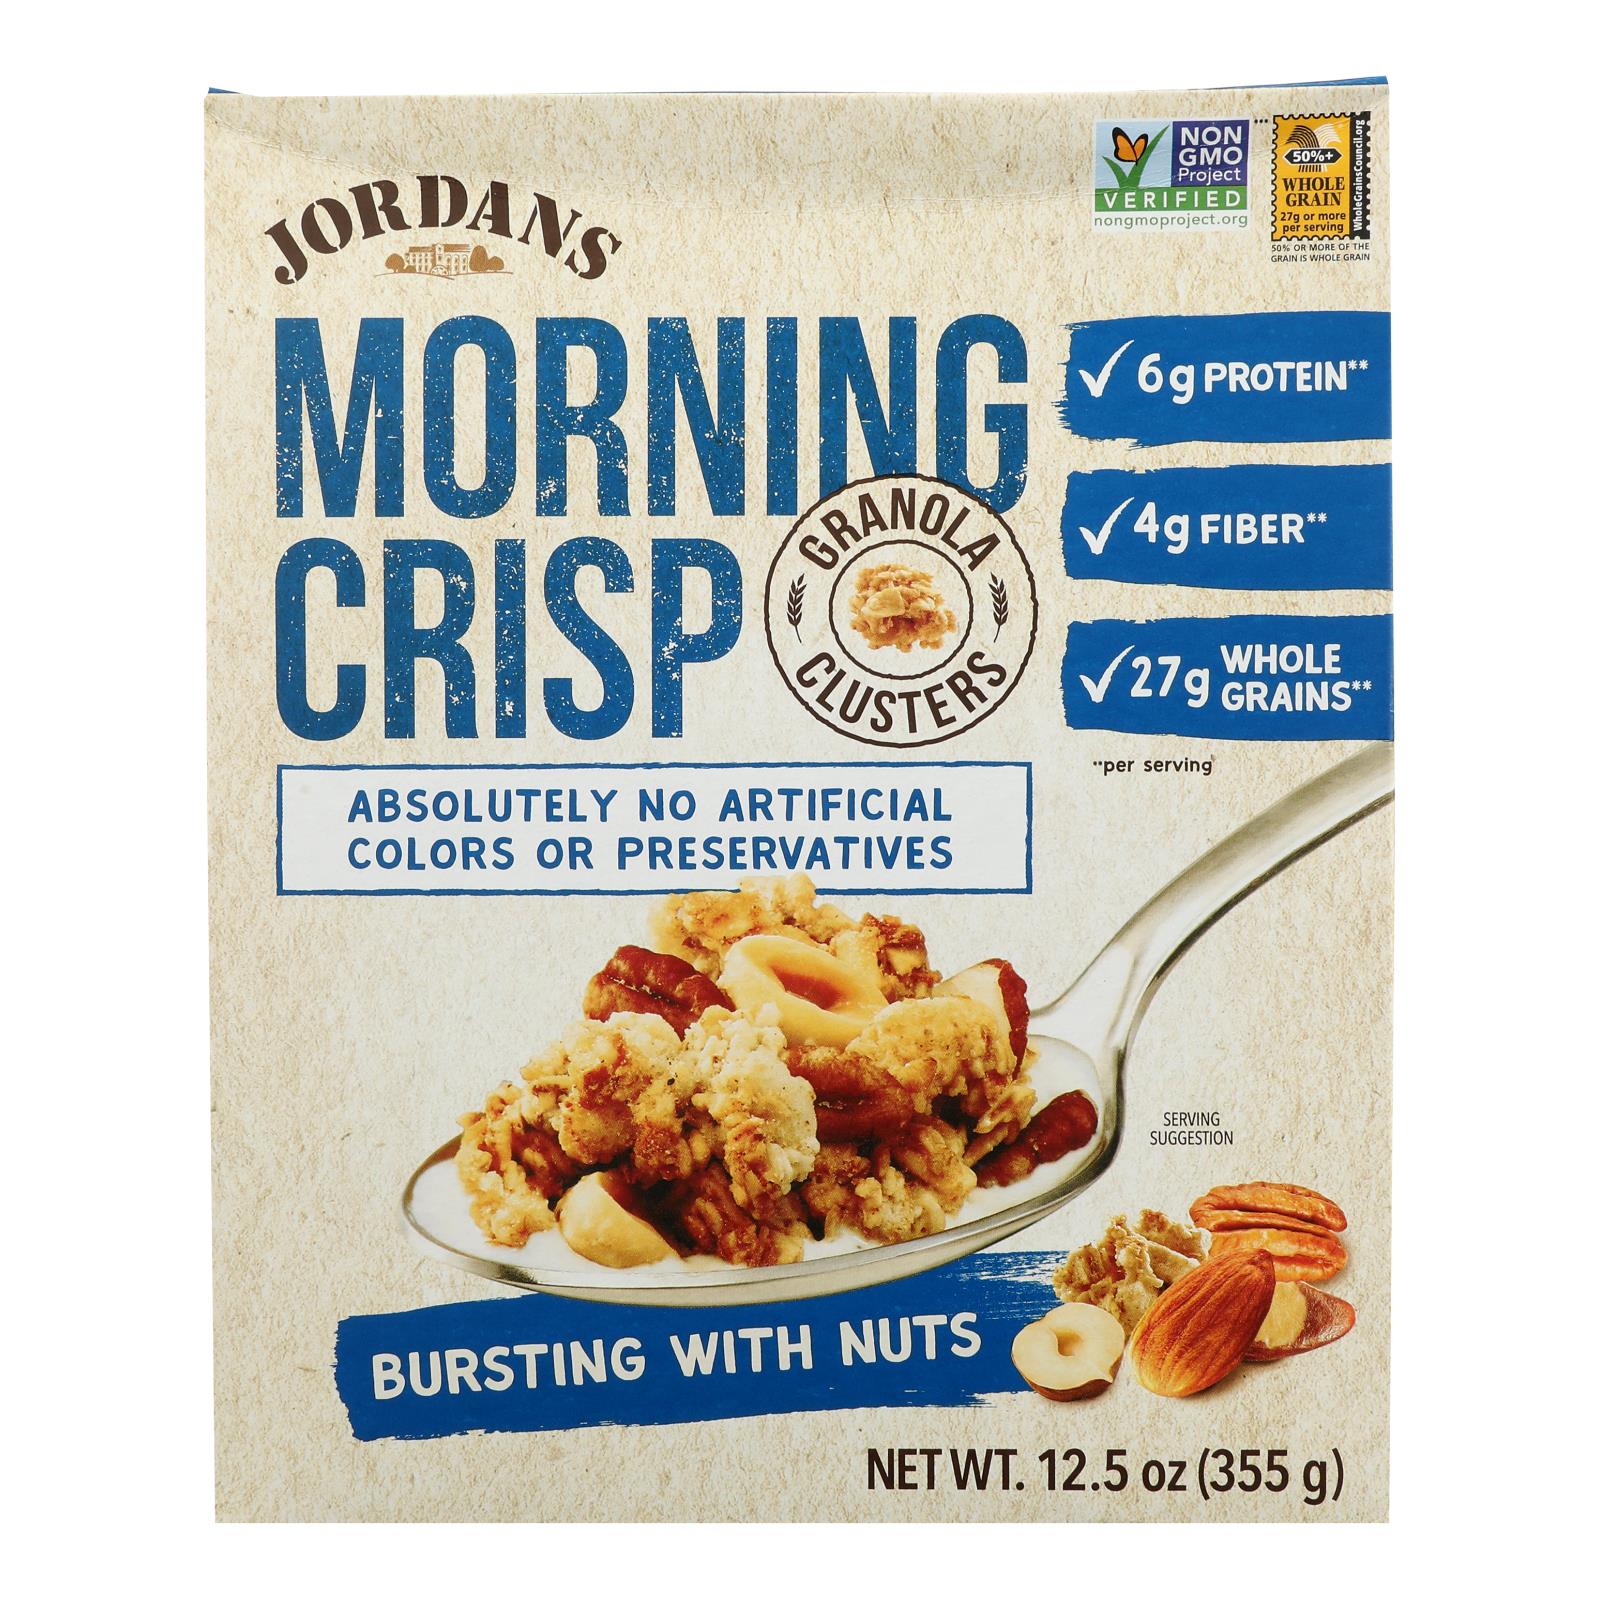 JORDANS
NON
GMO
Project
VERIFIED
nongmoproject.org
50%+
WHOLE
GRAIN
27g or more
per serving
WholeGrainsCouncil.org
50% OR MORE OF THE
GRAIN IS WHOLE GRAIN
MORNING
CRISP
GRANOLA
CLUSTERS
6g PROTEIN**
4g FIBER**
27g WHOLE
GRAINS**
**per serving
ABSOLUTELY NO ARTIFICIAL
COLORS OR PRESERVATIVES
SERVING
SUGGESTION
BURSTING WITH NUTS
NET WT. 12.5 oz (355 g)